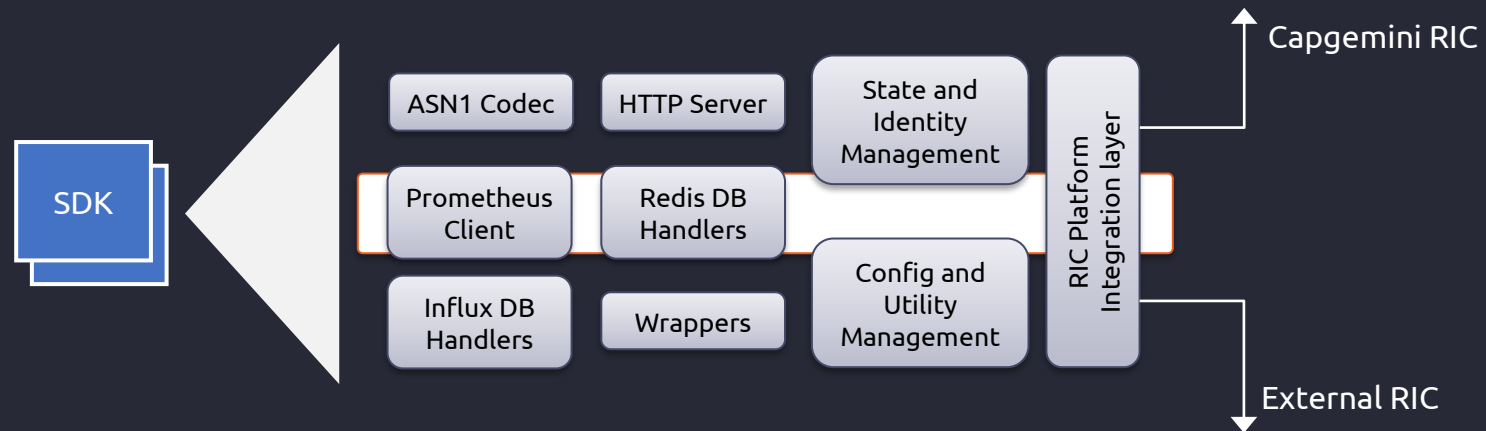 SDK
ASN1 Codec
HTTP Server
Prometheus
Client
Redis DB
Handlers
Influx DB
Handlers
Wrappers
State and
Identity
Management
Config and
Utility
Management
RIC Platform
Integration layer
Capgemini RIC
External RIC